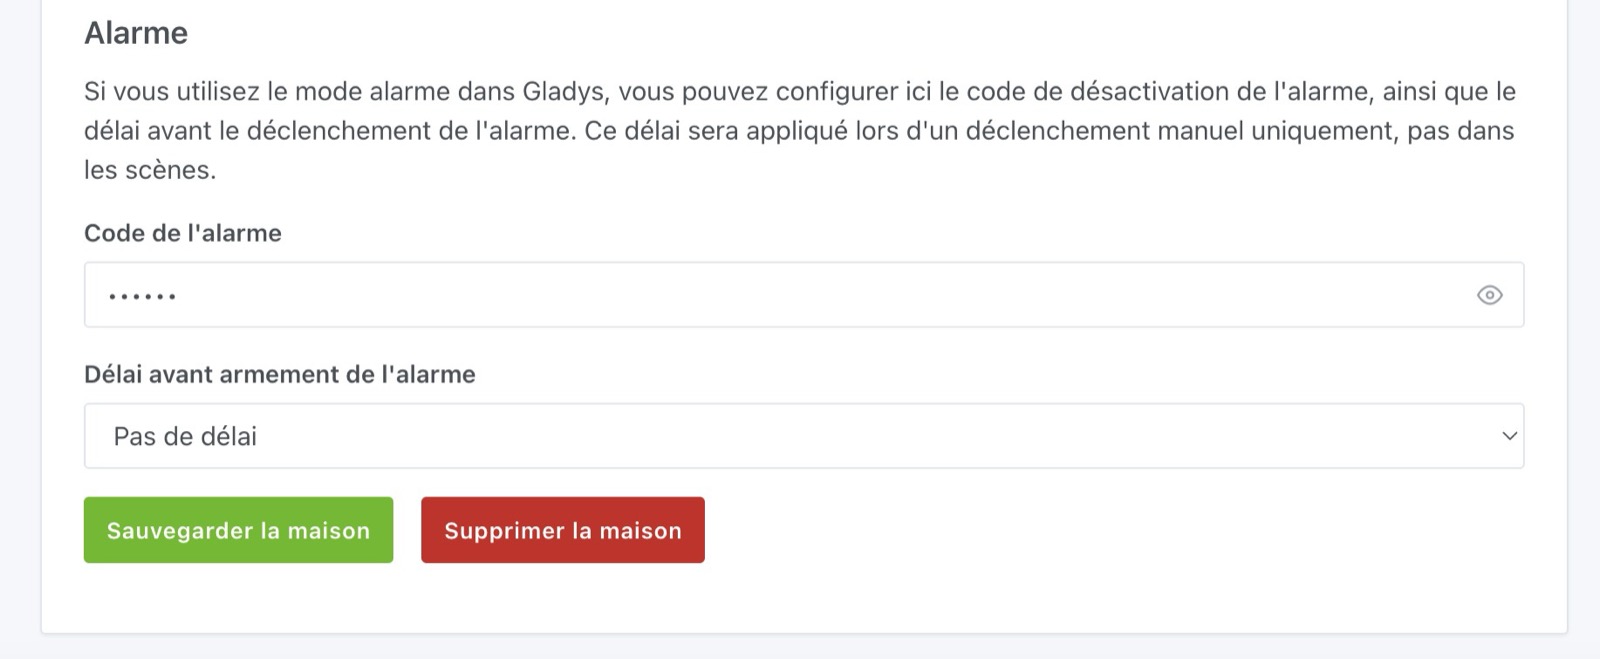 Alarme
Si vous utilisez le mode alarme dans Gladys, vous pouvez configurer ici le code de désactivation de l'alarme, ainsi que le
délai avant le déclenchement de l'alarme. Ce délai sera appliqué lors d'un déclenchement manuel uniquement, pas dans
les scènes.
Code de l'alarme
••••••
Délai avant armement de l'alarme
Pas de délai
Sauvegarder la maison
Supprimer la maison